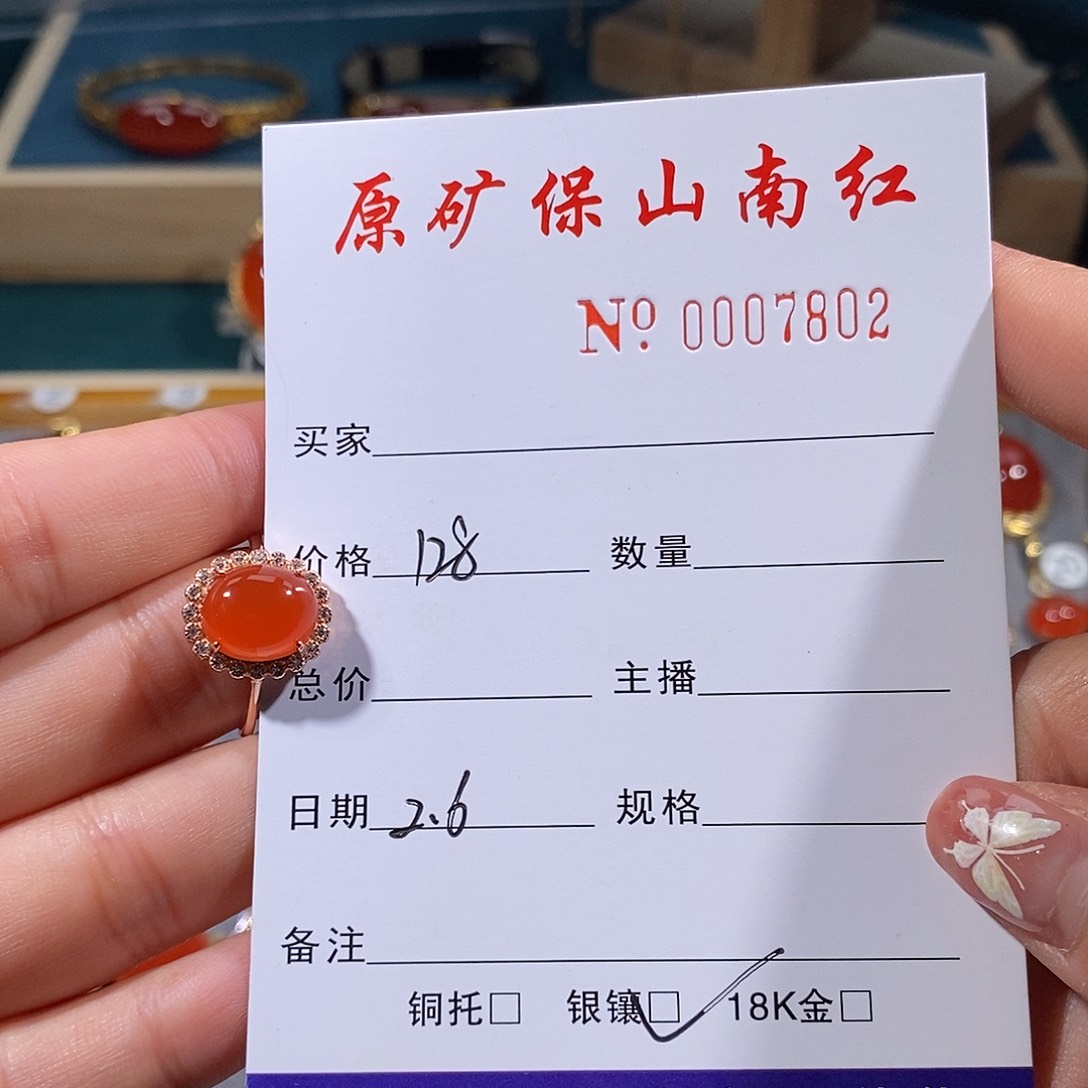 原矿保山南红
Nº 0007802
买家
价格 128 数量
总价 主播
日期 2.6 规格
备注
铜托□ 银镶□ 18K金□